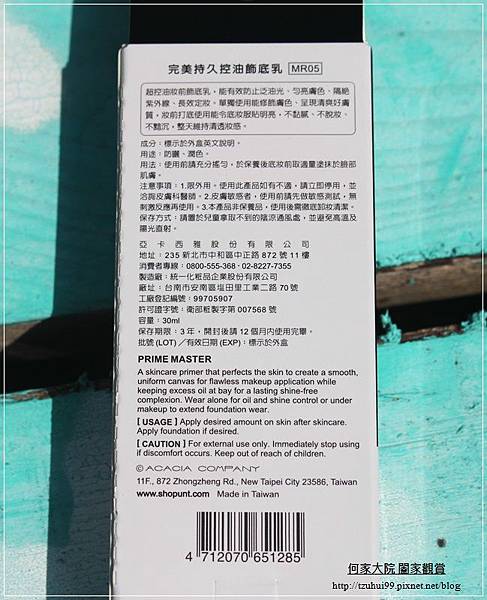 完美持久控油飾底乳 MR05
超控油妝前飾底乳，能有效防止泛油光、勻亮膚色、隔絕
紫外線、長效定妝。單獨使用能修飾膚色、呈現清爽好膚
質，妝前打底使用能令底妝服貼明亮，不黏膩、不脫妝、
不黯沉，整天維持清透妝感。
成分：標示於外盒英文說明。
用途：防曬、潤色。
用法：使用前請充分搖勻，於保養後底妝前取適量塗抹於臉部
肌膚。
注意事項：1.限外用。使用此產品如有不適，請立即停用，並
洽詢皮膚科醫師。2.皮膚敏感者，使用前請先做敏感測試，無
刺激反應再使用。3.本產品非保養品，使用後需徹底卸妝清潔。
保存方式：請置於兒童拿取不到的陰涼通風處，並避免高溫及
陽光直射。
亞卡西雅股份有限公司
地址：235 新北市中和區中正路 872 號 11 樓
消費者專線：0800-555-368．02-8227-7355
製造廠：統一化粧品企業股份有限公司
廠址：台南市安南區塩田里工業二路 70 號
工廠登記編號：99705907
許可證字號：衛部粧製字第 007568 號
容量：30ml
保存期限：3 年，開封後請 12 個月內使用完畢。
批號 (LOT) ／有效日期 (EXP)：標示於外盒
PRIME MASTER
A skincare primer that perfects the skin to create a smooth,
uniform canvas for flawless makeup application while
keeping excess oil at bay for a lasting shine-free
complexion. Wear alone for oil and shine control or under
makeup to extend foundation wear.
[ USAGE ] Apply desired amount on skin after skincare.
Apply foundation if desired.
[ CAUTION ] For external use only. Immediately stop using
if discomfort occurs. Keep out of reach of children.
© ACACIA COMPANY
11F., 872 Zhongzheng Rd., New Taipei City 23586, Taiwan
www.shopunt.com Made in Taiwan
4 712070 651285
何家大院 闔家觀賞
http://tzuhui99.pixnet.net/blog